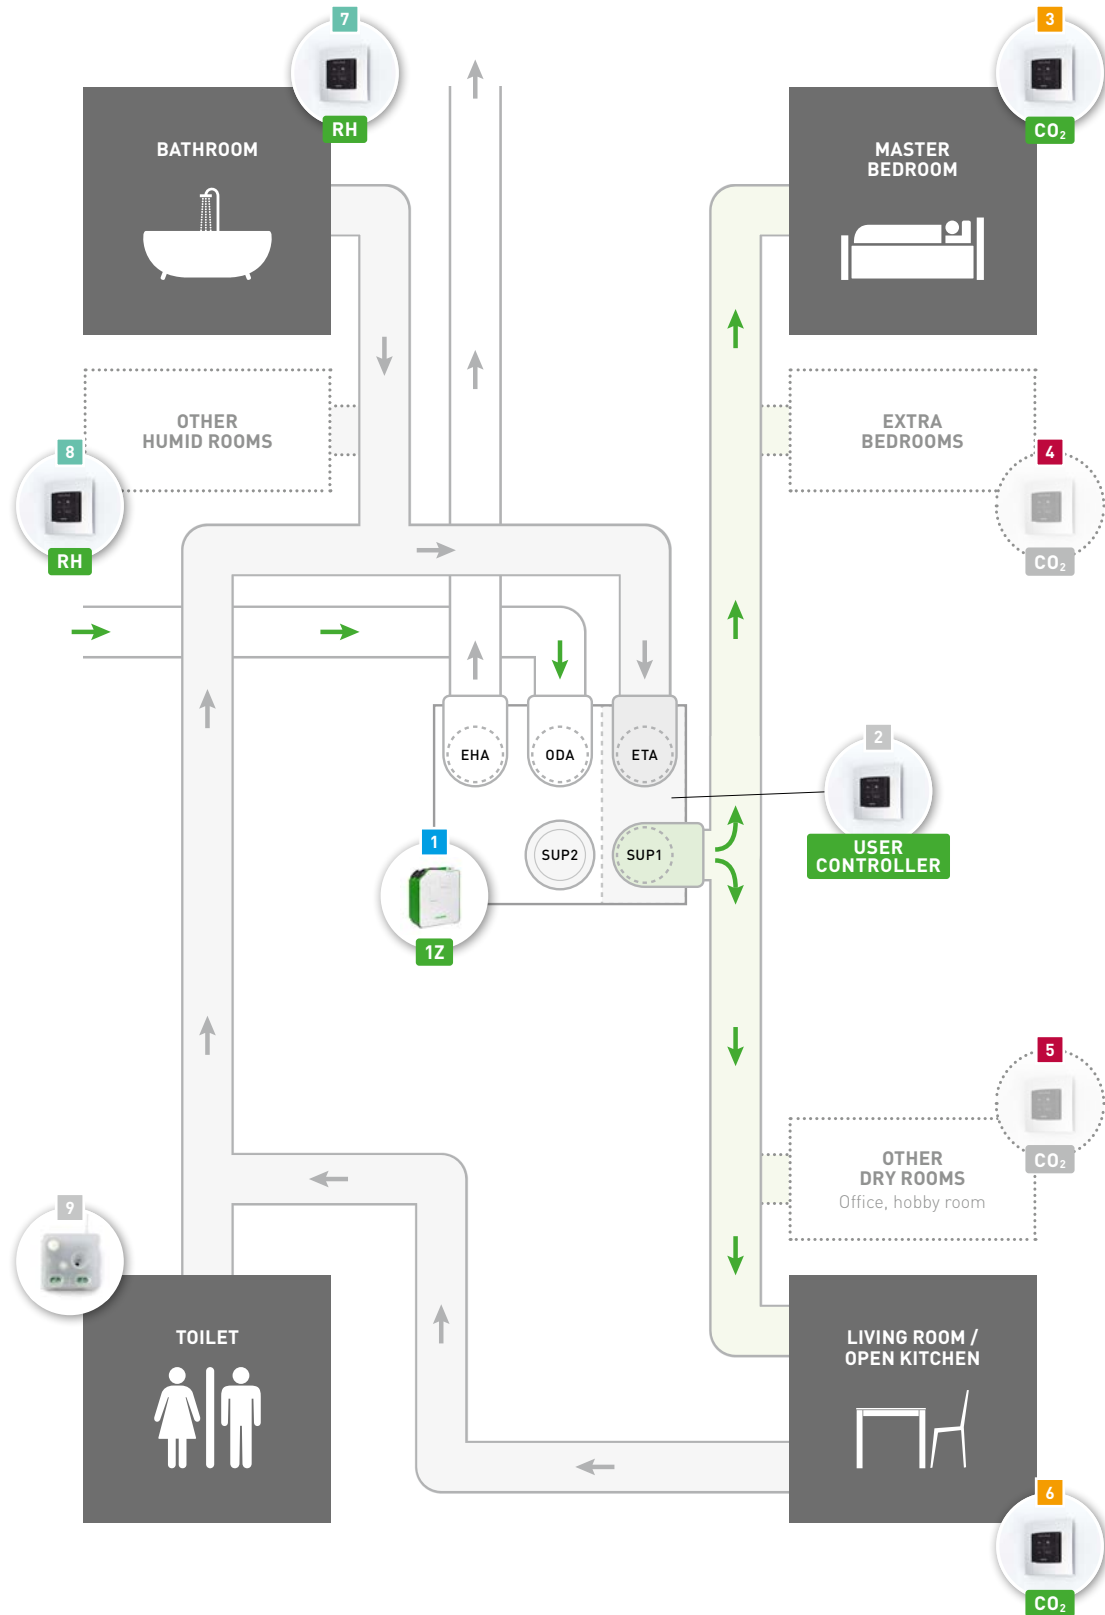 7
RH
BATHROOM
3
CO₂
MASTER
BEDROOM
OTHER
HUMID ROOMS
8
RH
EXTRA
BEDROOMS
4
CO₂
EHA
ODA
ETA
SUP2
SUP1
1
1Z
2
USER
CONTROLLER
5
CO₂
OTHER
DRY ROOMS
Office, hobby room
9
TOILET
LIVING ROOM /
OPEN KITCHEN
6
CO₂